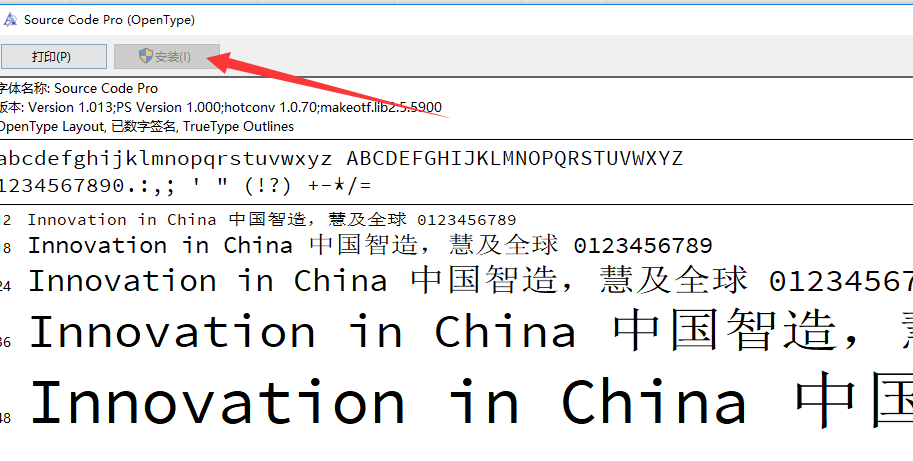 Source Code Pro (OpenType)
打印(P) 安装(I)
字体名称: Source Code Pro
版本: Version 1.013;PS Version 1.000;hotconv 1.0.70;makeotf.lib2.5.5900
OpenType Layout, 已数字签名, TrueType Outlines
abcdefghijklmnopqrstuvwxyz ABCDEFGHIJKLMNOPQRSTUVWXYZ
1234567890.:,; ' " (!?) +-*/=
12 Innovation in China 中国智造，慧及全球 0123456789
18 Innovation in China 中国智造，慧及全球 0123456789
24 Innovation in China 中国智造，慧及全球 01234567
36 Innovation in China 中国智造，
48 Innovation in China 中国